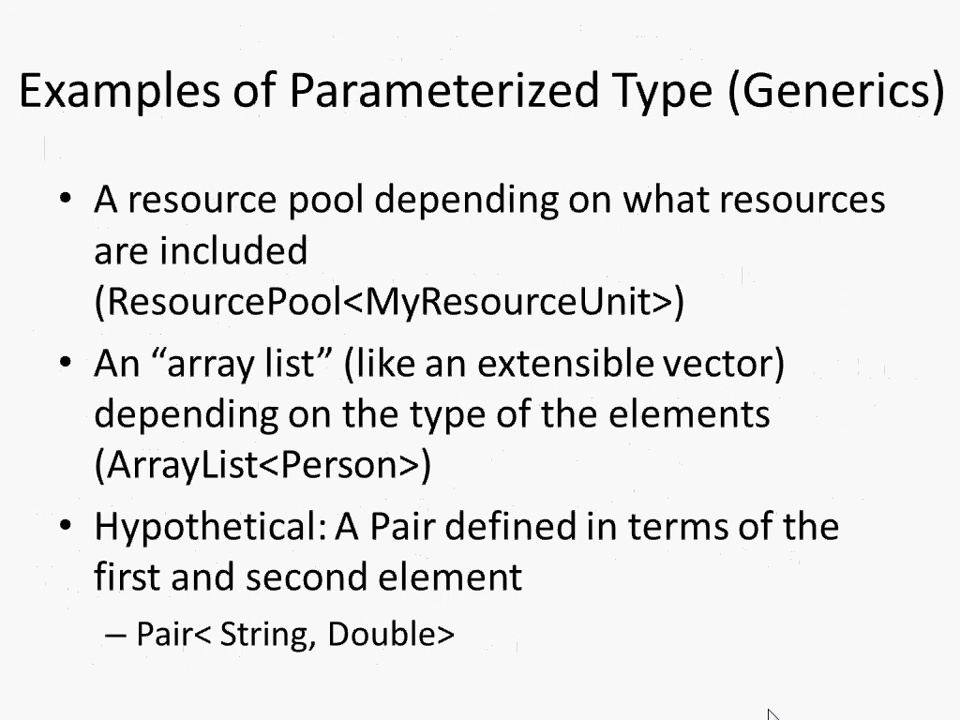 Examples of Parameterized Type (Generics)
• A resource pool depending on what resources
are included
(ResourcePool<MyResourceUnit>)
• An “array list” (like an extensible vector)
depending on the type of the elements
(ArrayList<Person>)
• Hypothetical: A Pair defined in terms of the
first and second element
– Pair< String, Double>